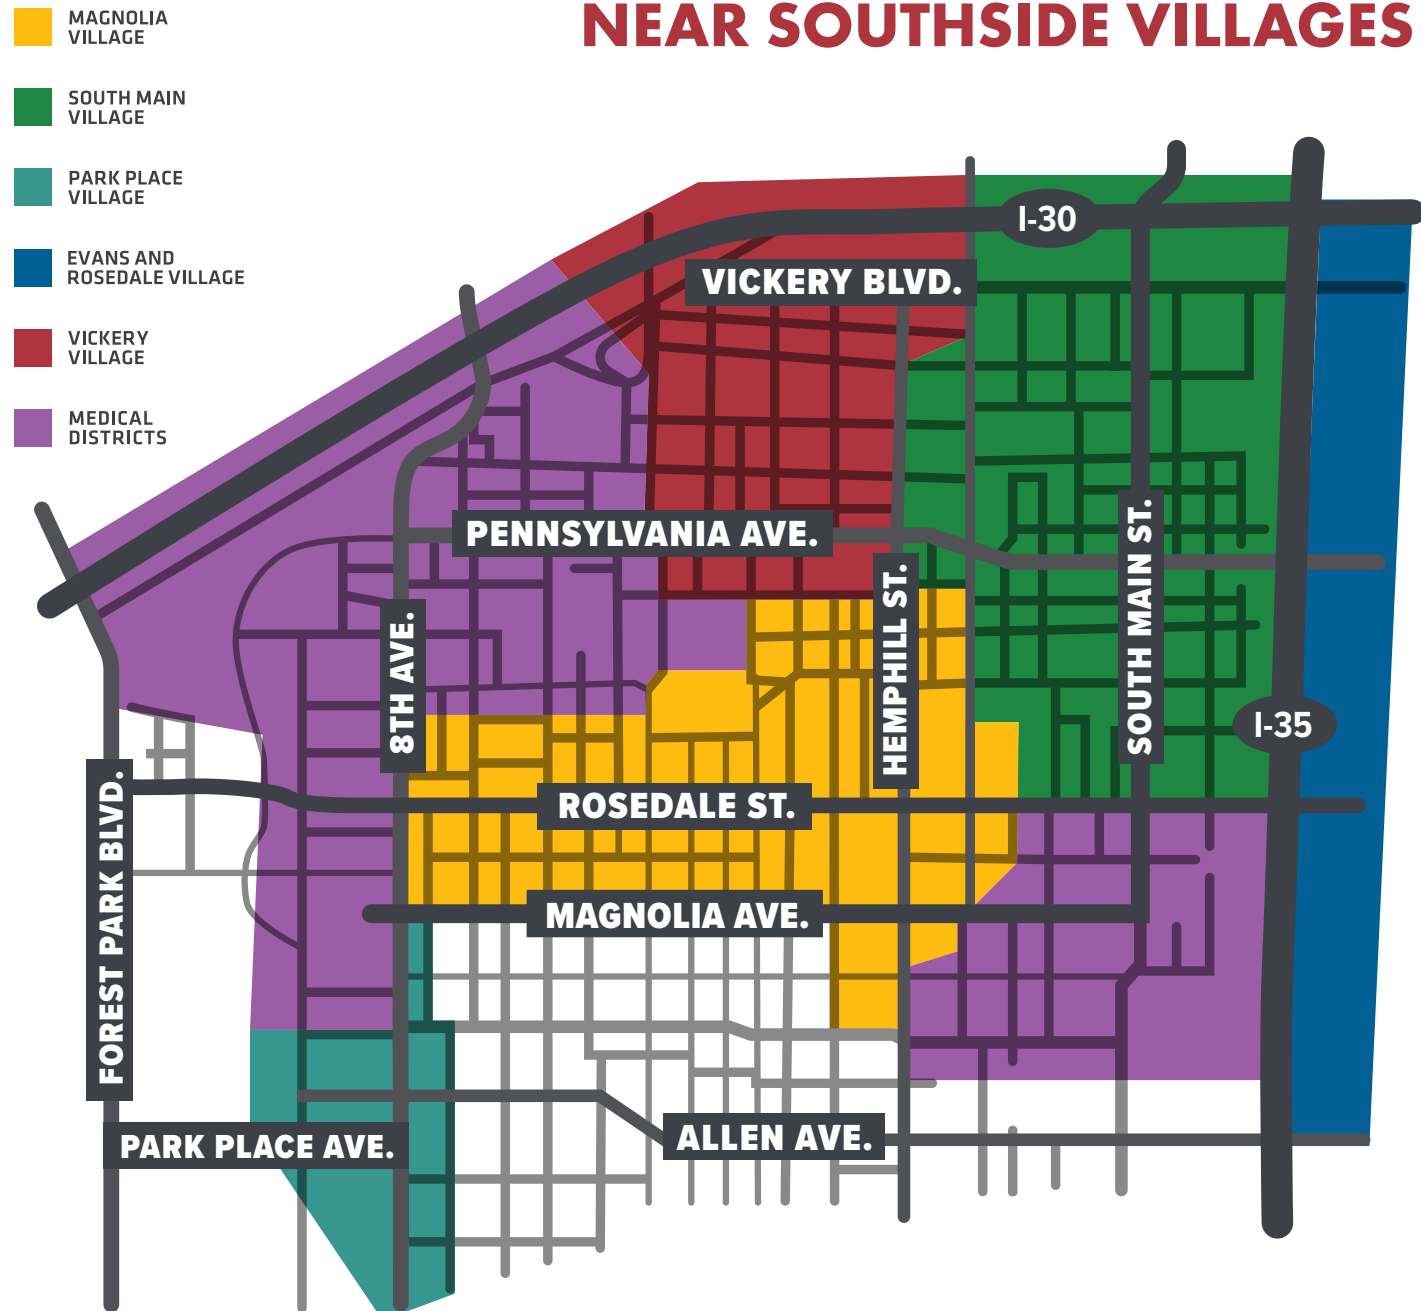 NEAR SOUTHSIDE VILLAGES
MAGNOLIA
VILLAGE
SOUTH MAIN
VILLAGE
PARK PLACE
VILLAGE
EVANS AND
ROSEDALE VILLAGE
VICKERY
VILLAGE
MEDICAL
DISTRICTS
I-30
VICKERY BLVD.
PENNSYLVANIA AVE.
8TH AVE.
HEMPHILL ST.
SOUTH MAIN ST.
I-35
FOREST PARK BLVD.
ROSEDALE ST.
MAGNOLIA AVE.
PARK PLACE AVE.
ALLEN AVE.